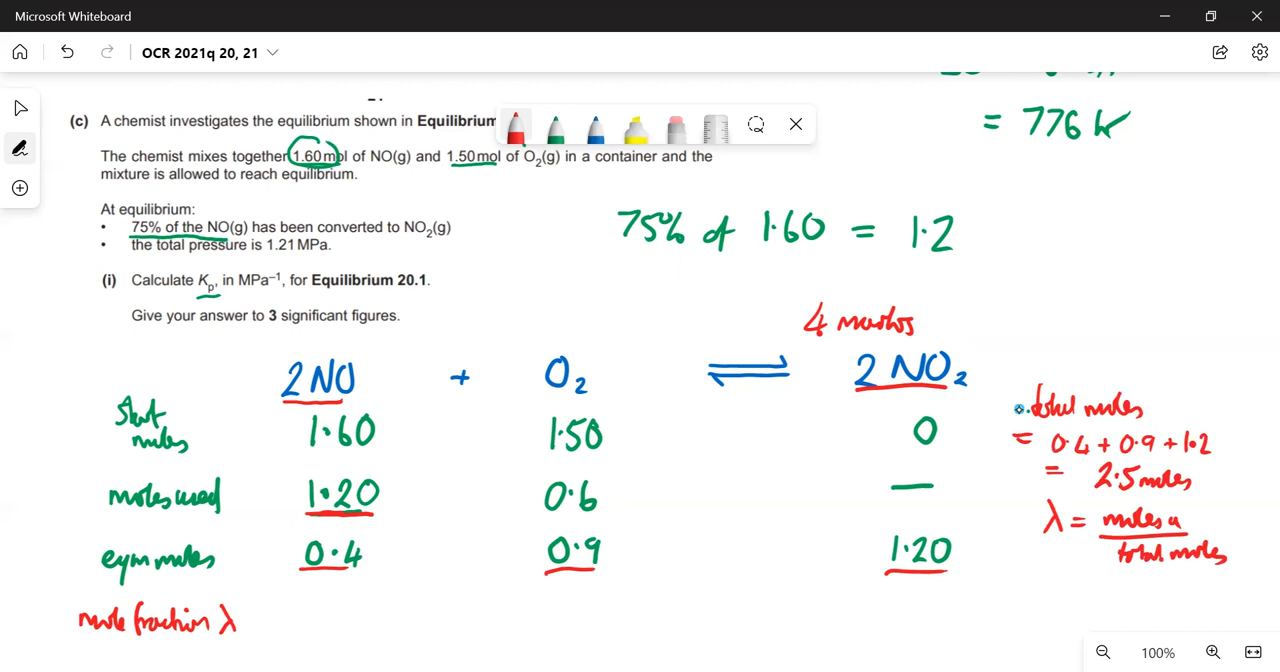 Microsoft Whiteboard
OCR 2021q 20, 21
= 776 K
(c) A chemist investigates the equilibrium shown in Equilibrium
The chemist mixes together 1.60 mol of NO(g) and 1.50 mol of O₂(g) in a container and the
mixture is allowed to reach equilibrium.
At equilibrium:
• 75% of the NO(g) has been converted to NO₂(g)
• the total pressure is 1.21 MPa.
75% of 1.60 = 1.2
(i) Calculate Kp, in MPa⁻¹, for Equilibrium 20.1.
Give your answer to 3 significant figures.
4 marks
2NO + O₂ ⇌ 2NO₂
Start moles 1.60 1.50 0
moles used 1.20 0.6 —
eqm moles 0.4 0.9 1.20
mole fraction λ
total moles
= 0.4 + 0.9 + 1.2
= 2.5 moles
λ = moles a
total moles
100%